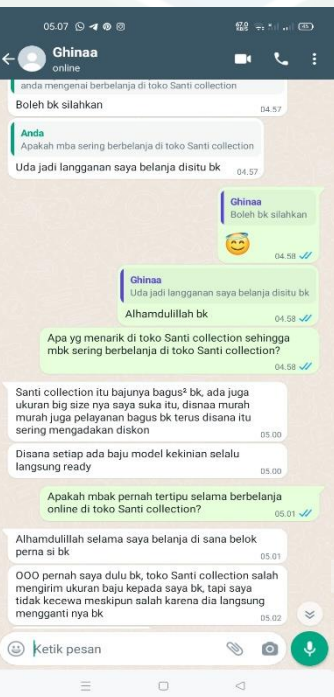 05.07
Ghinaa
online
anda mengenai berbelanja di toko Santi collection
Boleh bk silahkan
04.57
Anda
Apakah mba sering berbelanja di toko Santi collection
Uda jadi langganan saya belanja disitu bk
04.57
Ghinaa
Boleh bk silahkan
04.58
Ghinaa
Uda jadi langganan saya belanja disitu bk
Alhamdulillah bk
04.58
Apa yg menarik di toko Santi collection sehingga
mbk sering berbelanja di toko Santi collection?
04.58
Santi collection itu bajunya bagus² bk, ada juga
ukuran big size nya saya suka itu, disnaa murah
murah juga pelayanan bagus bk terus disana itu
sering mengadakan diskon
05.00
Disana setiap ada baju model kekinian selalu
langsung ready
05.00
Apakah mbak pernah tertipu selama berbelanja
online di toko Santi collection?
05.01
Alhamdulillah selama saya belanja di sana belok
perna si bk
05.01
OOO pernah saya dulu bk, toko Santi collection salah
mengirim ukuran baju kepada saya bk, tapi saya
tidak kecewa meskipun salah karena dia langsung
mengganti nya bk
05.02
Ketik pesan